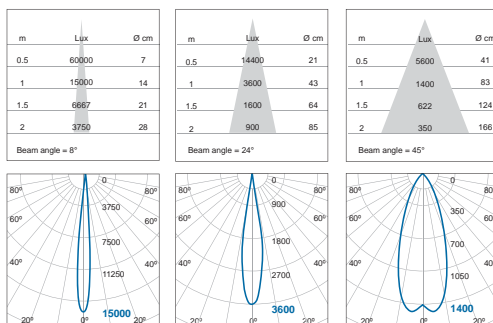 m Lux Ø cm
0.5 60000 7
1 15000 14
1.5 6667 21
2 3750 28
Beam angle = 8°
m Lux Ø cm
0.5 14400 21
1 3600 43
1.5 1600 64
2 900 85
Beam angle = 24°
m Lux Ø cm
0.5 5600 41
1 1400 83
1.5 622 124
2 350 166
Beam angle = 45°
0
80º 80º
3750
60º 60º
7500
40º 40º
11250
15000
20º 0º 20º
0
80º 80º
900
60º 60º
1800
40º 40º
2700
3600
20º 0º 20º
0
80º 80º
350
60º 60º
700
40º 40º
1050
1400
20º 0º 20º